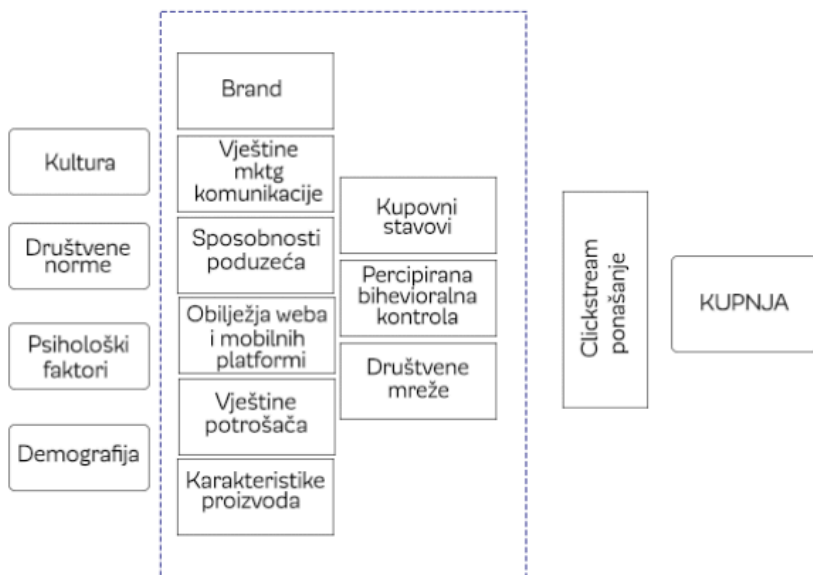 Kultura
Društvene
norme
Psihološki
faktori
Demografija
Brand
Vještine
mktg
komunikacije
Sposobnosti
poduzeća
Obilježja weba
i mobilnih
platformi
Vještine
potrošača
Karakteristike
proizvoda
Kupovni
stavovi
Percipirana
bihevioralna
kontrola
Društvene
mreže
Clickstream
ponašanje
KUPNJA